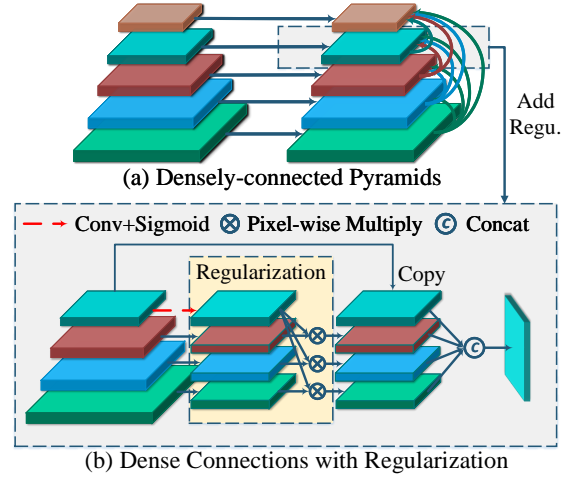 Add
Regu.
(a) Densely-connected Pyramids
Conv+Sigmoid
Pixel-wise Multiply
C
Concat
Regularization
Copy
C
(b) Dense Connections with Regularization